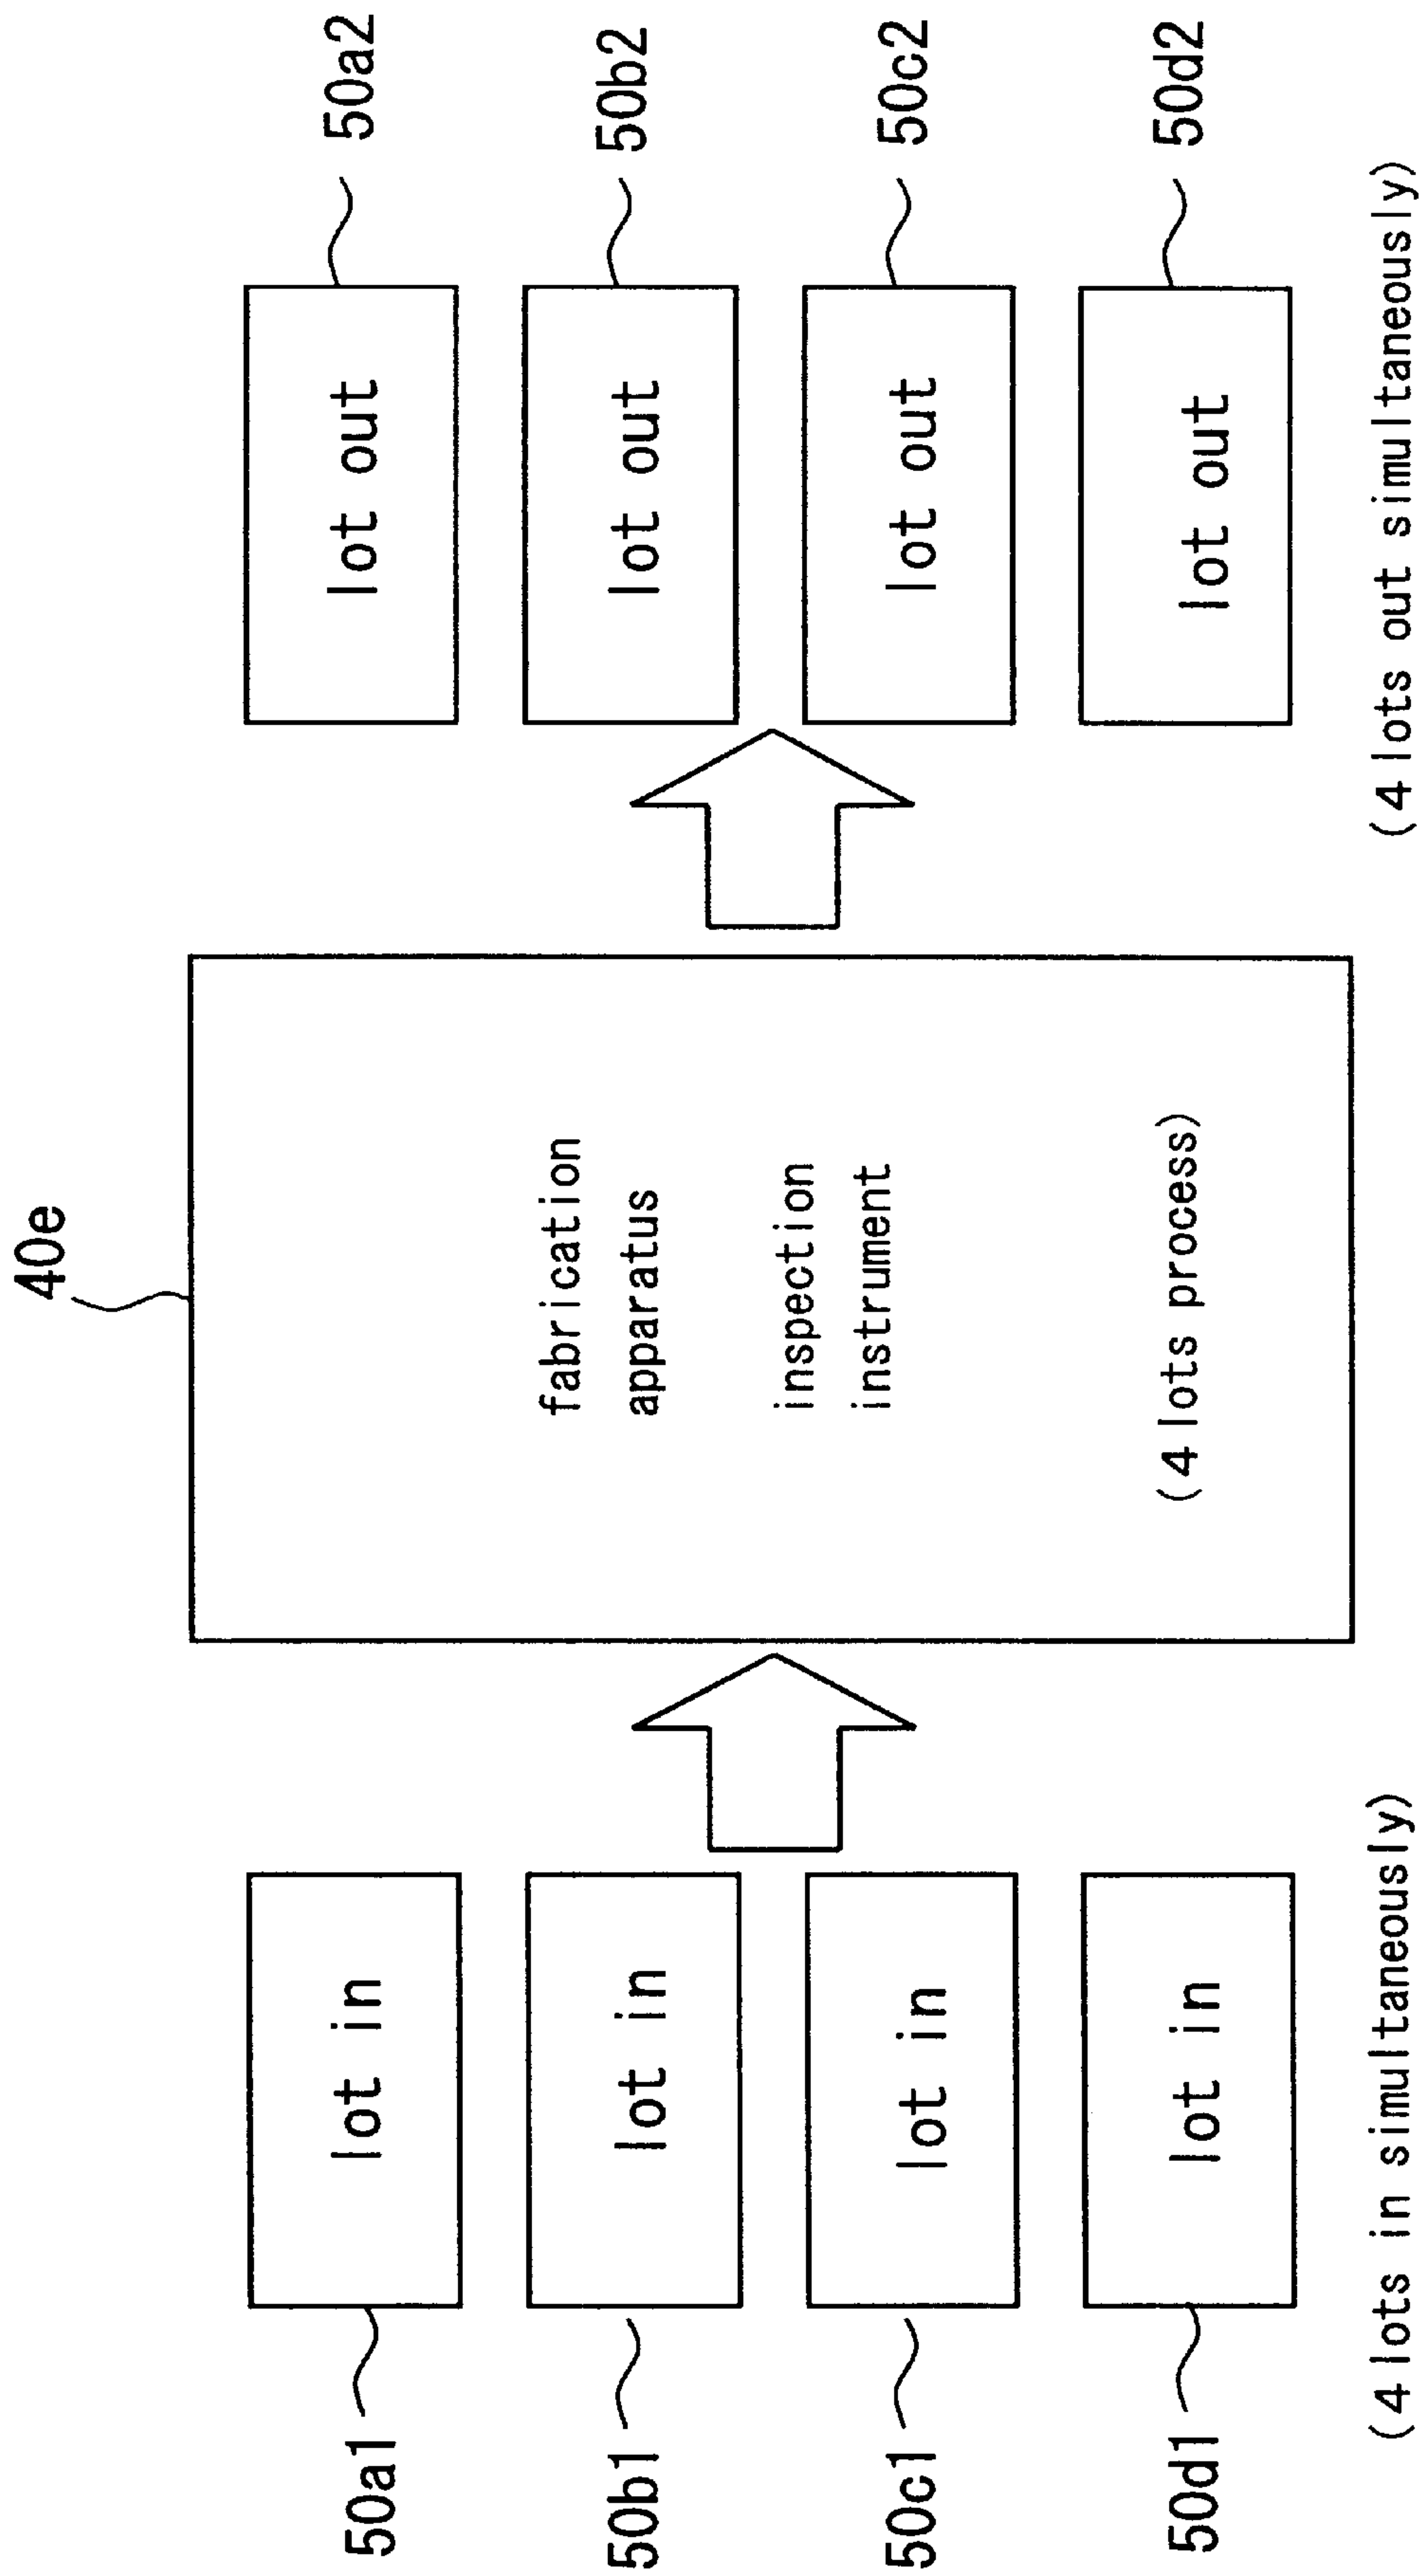 40e
50a1
lot in
50b1
lot in
50c1
lot in
50d1
lot in
(4 lots in simultaneously)
fabrication
apparatus
inspection
instrument
(4 lots process)
lot out
50a2
lot out
50b2
lot out
50c2
lot out
50d2
(4 lots out simultaneously)